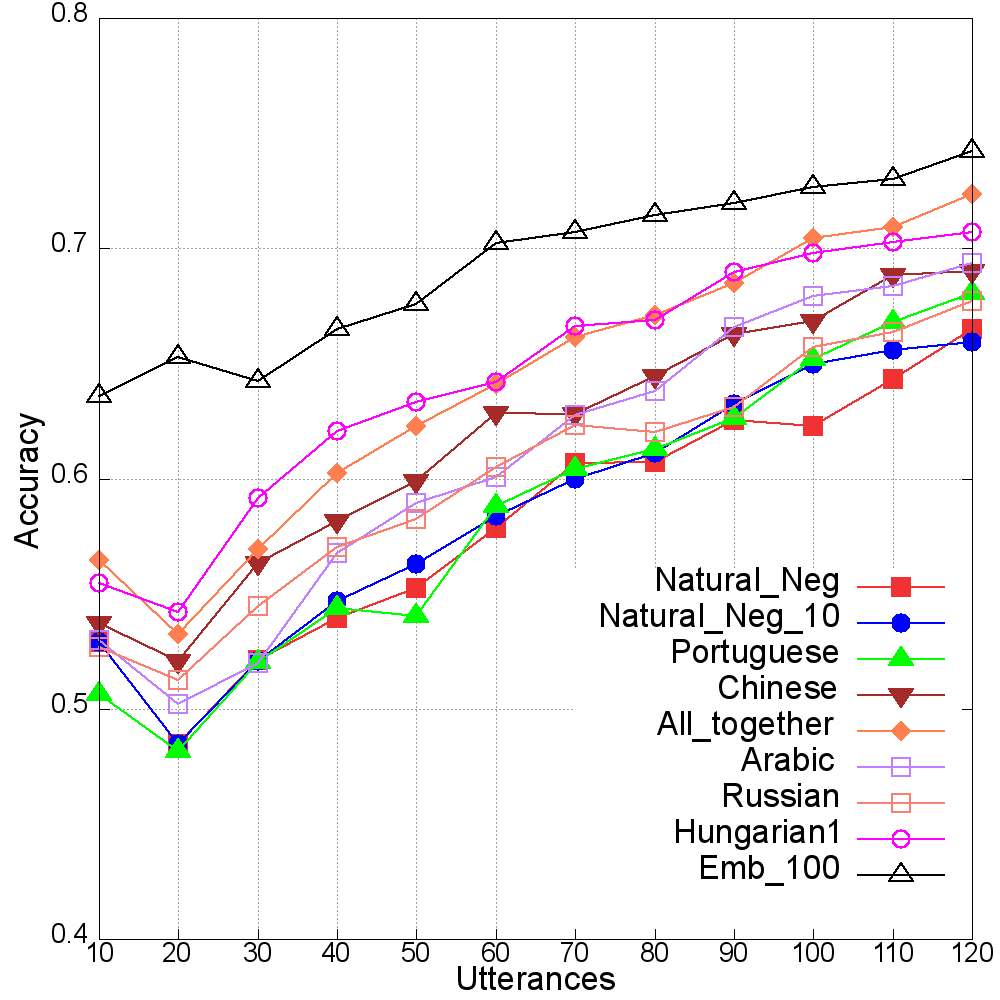 0.8
0.7
0.6
0.5
0.4
Accuracy
Natural_Neg
Natural_Neg_10
Portuguese
Chinese
All_together
Arabic
Russian
Hungarian1
Emb_100
10 20 30 40 50 60 70 80 90 100 110 120
Utterances